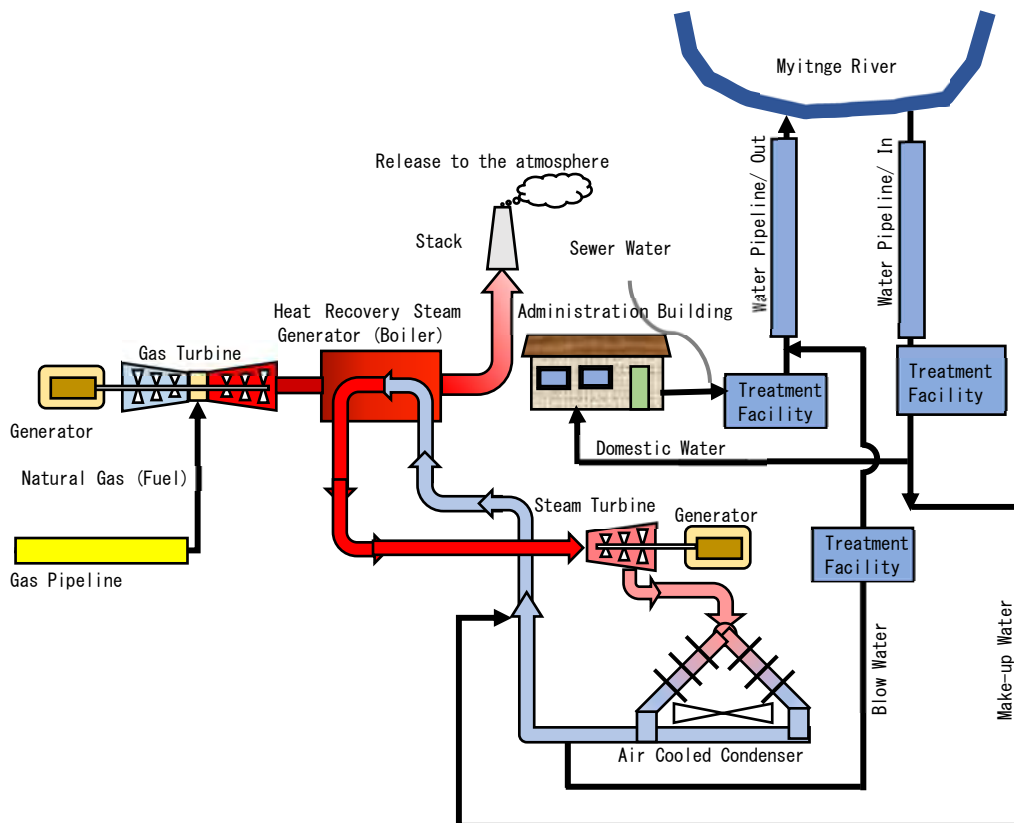 Myitnge River
Water Pipeline/ Out
Water Pipeline/ In
Release to the atmosphere
Stack
Sewer Water
Heat Recovery Steam
Generator (Boiler)
Administration Building
Gas Turbine
Treatment
Facility
Treatment
Facility
Generator
Domestic Water
Natural Gas (Fuel)
Steam Turbine
Generator
Treatment
Facility
Gas Pipeline
Blow Water
Make-up Water
Air Cooled Condenser